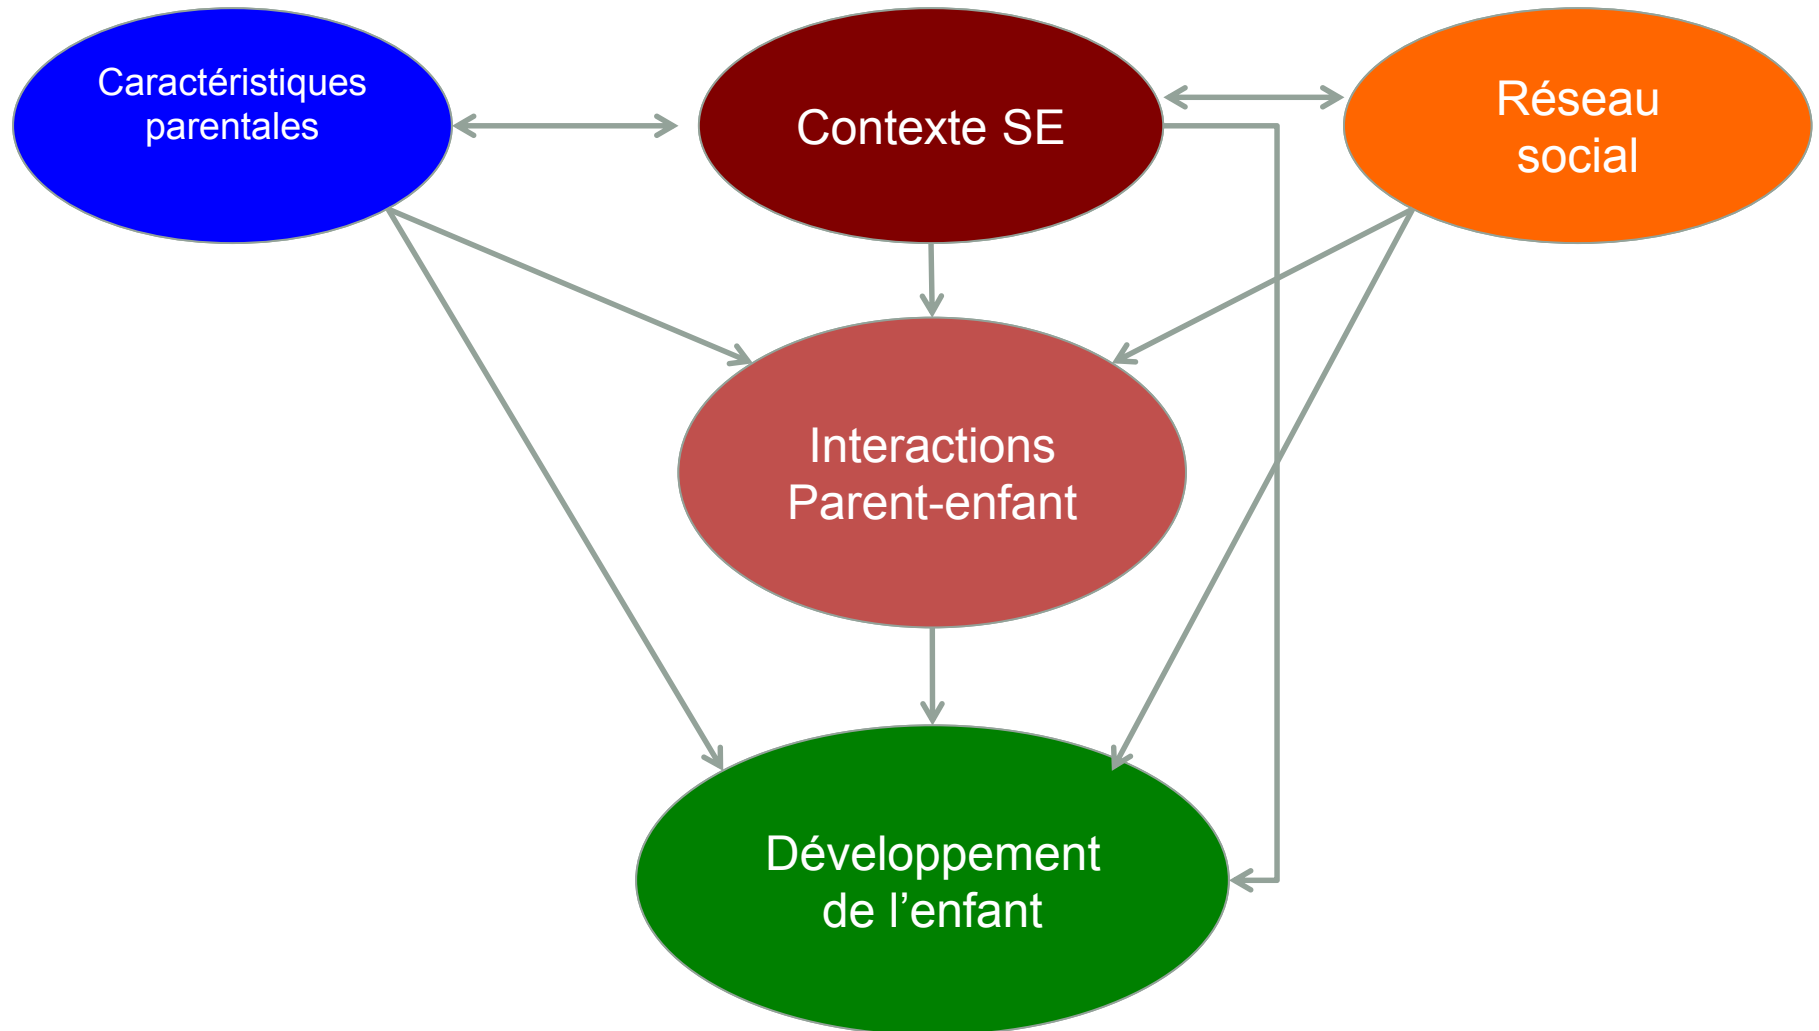 Caractéristiques
parentales
Contexte SE
Réseau
social
Interactions
Parent-enfant
Développement
de l’enfant